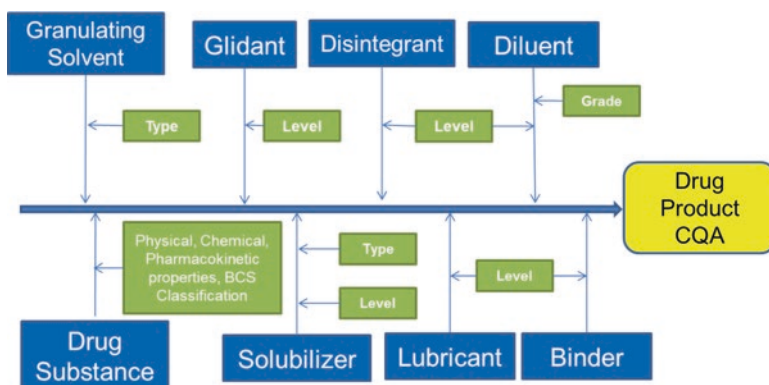 Granulating
Solvent
Glidant
Disintegrant
Diluent
Grade
Type
Level
Level
Drug
Product
CQA
Physical, Chemical,
Pharmacokinetic
properties, BCS
Classification
Type
Level
Level
Drug
Substance
Solubilizer
Lubricant
Binder